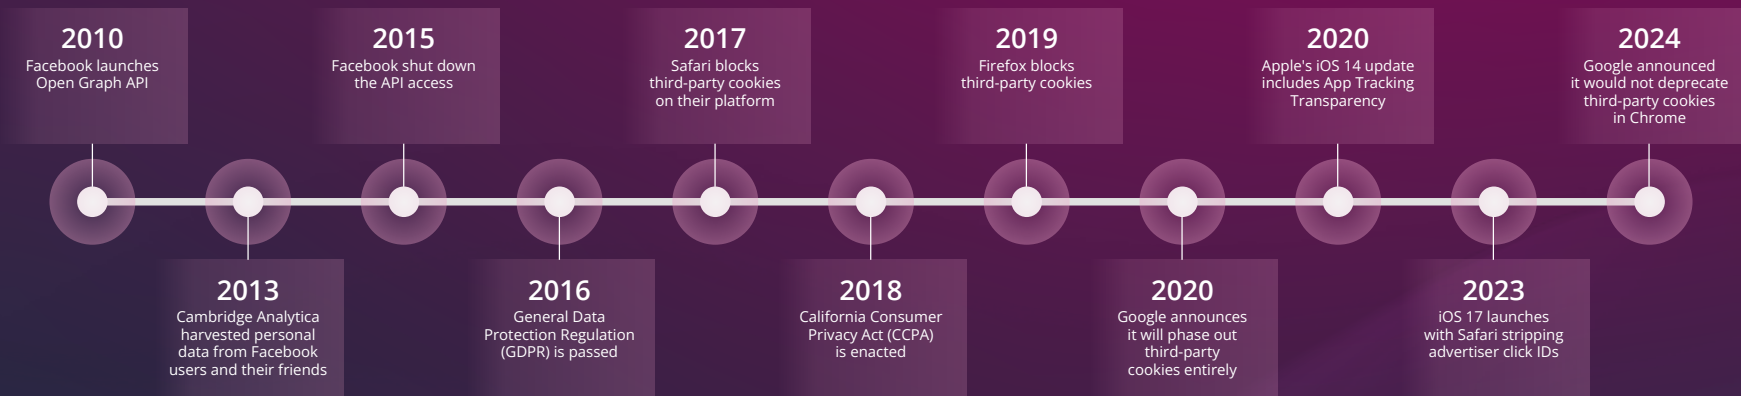 2010
Facebook launches
Open Graph API
2013
Cambridge Analytica
harvested personal
data from Facebook
users and their friends
2015
Facebook shut down
the API access
2016
General Data
Protection Regulation
(GDPR) is passed
2017
Safari blocks
third-party cookies
on their platform
2018
California Consumer
Privacy Act (CCPA)
is enacted
2019
Firefox blocks
third-party cookies
2020
Google announces
it will phase out
third-party
cookies entirely
2020
Apple's iOS 14 update
includes App Tracking
Transparency
2023
iOS 17 launches
with Safari stripping
advertiser click IDs
2024
Google announced
it would not deprecate
third-party cookies
in Chrome